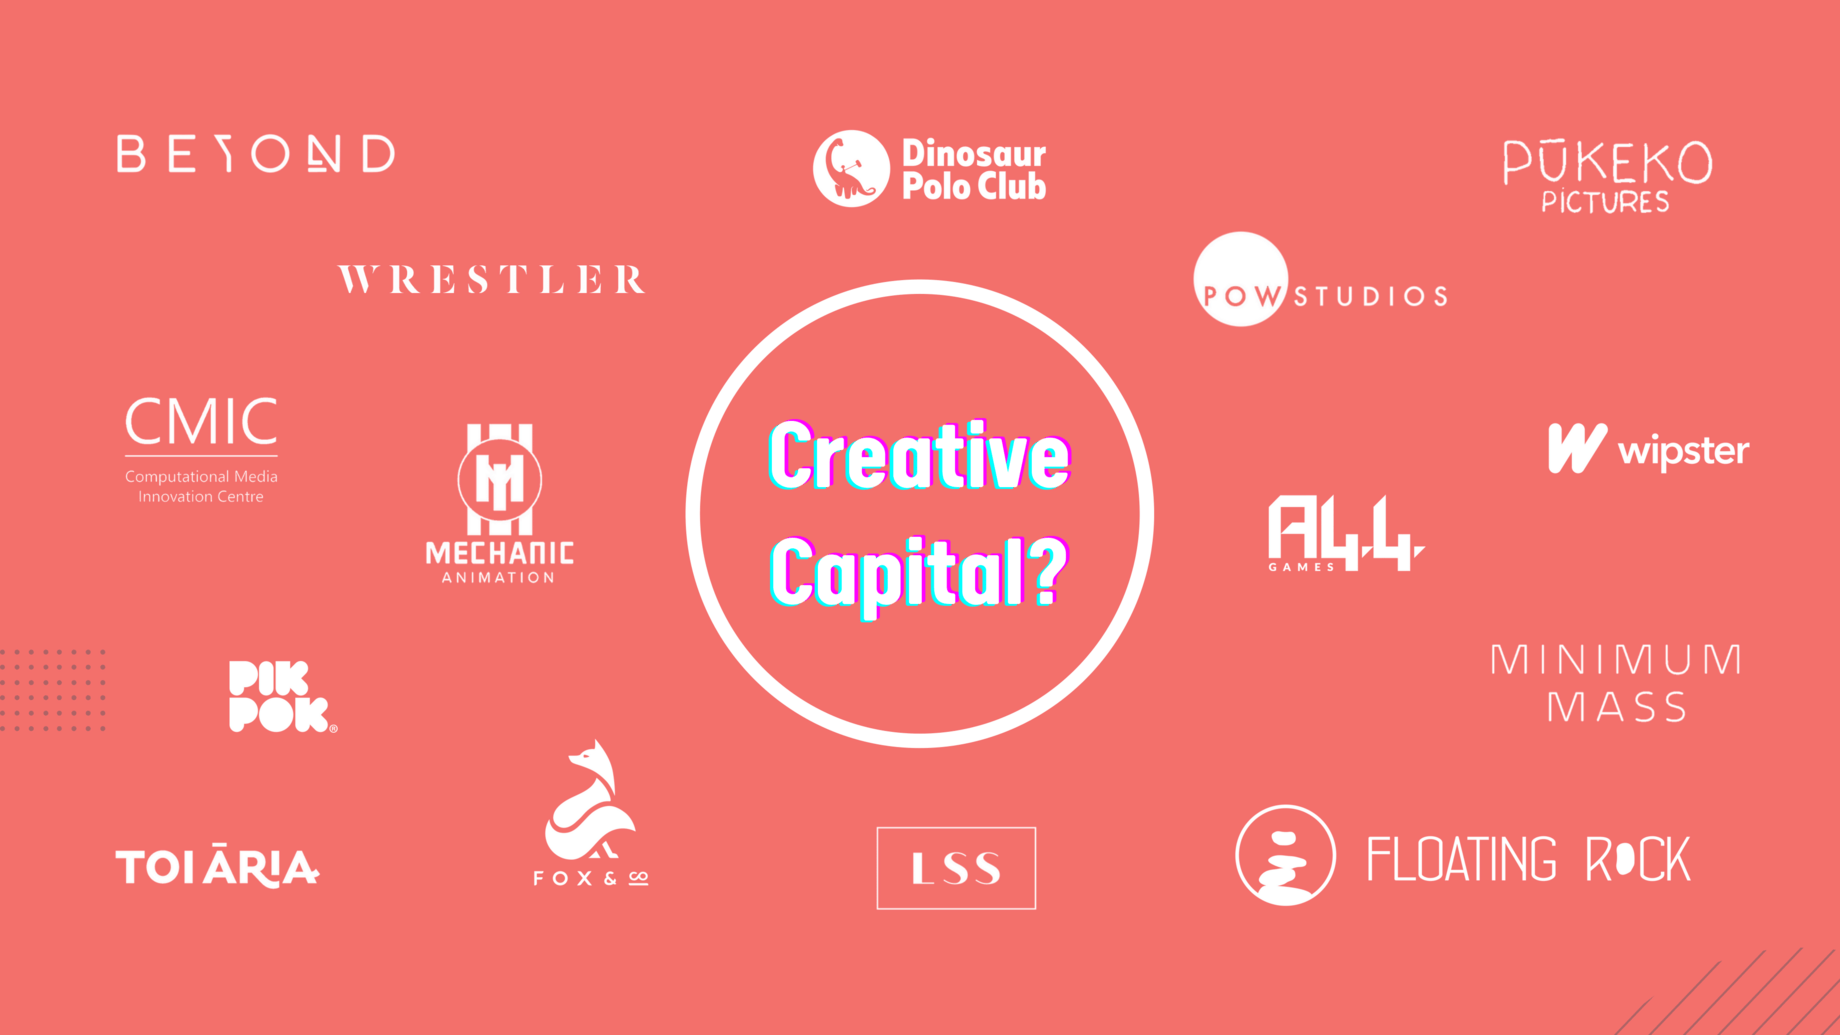 BEYOND
Dinosaur
Polo Club
PŪKEKO
PICTURES
WRESTLER
POW STUDIOS
CMIC
Computational Media
Innovation Centre
M
MECHANIC
ANIMATION
Creative
Capital?
wipster
A44
GAMES
PIK
POK®
MINIMUM
MASS
TOI ĀRIA
FOX & CO
LSS
FLOATING ROCK